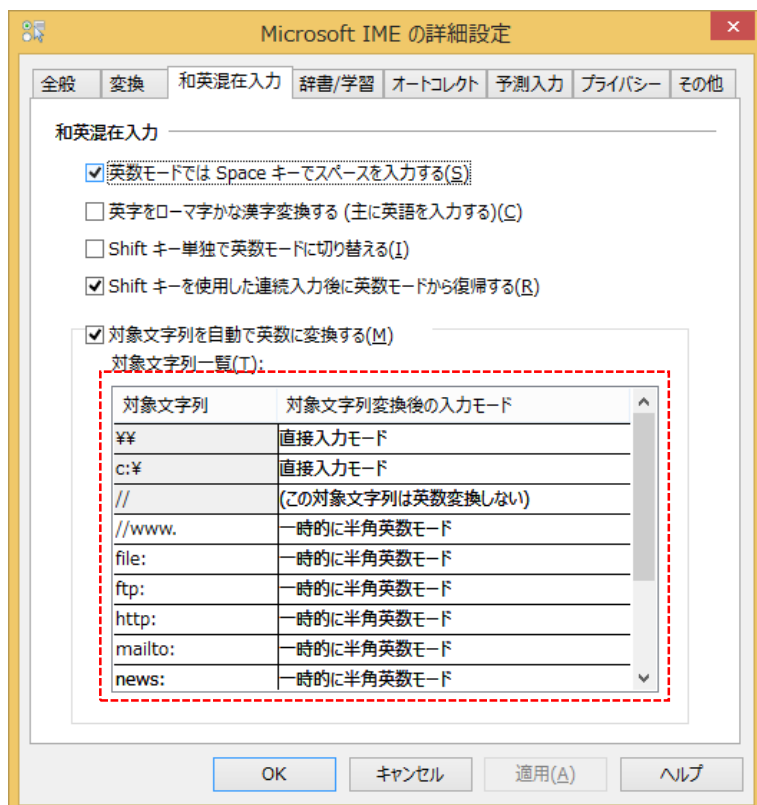 Microsoft IME の詳細設定
全般 変換 和英混在入力 辞書/学習 オートコレクト 予測入力 プライバシー その他
和英混在入力
英数モードでは Space キーでスペースを入力する(S)
英字をローマ字かな漢字変換する (主に英語を入力する)(C)
Shift キー単独で英数モードに切り替える(I)
Shift キーを使用した連続入力後に英数モードから復帰する(R)
対象文字列を自動で英数に変換する(M)
対象文字列一覧(T):
対象文字列 対象文字列変換後の入力モード
¥¥ 直接入力モード
c:¥ 直接入力モード
// (この対象文字列は英数変換しない)
//www. 一時的に半角英数モード
file: 一時的に半角英数モード
ftp: 一時的に半角英数モード
http: 一時的に半角英数モード
mailto: 一時的に半角英数モード
news: 一時的に半角英数モード
OK キャンセル 適用(A) ヘルプ